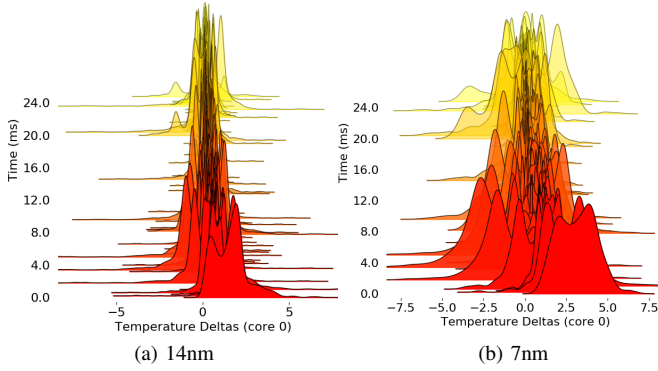 24.0
20.0
16.0
12.0
8.0
4.0
0.0
Time (ms)
−5 0 5
Temperature Deltas (core 0)
(a) 14nm
24.0
20.0
16.0
12.0
8.0
4.0
0.0
Time (ms)
−7.5 −5.0 −2.5 0.0 2.5 5.0 7.5
Temperature Deltas (core 0)
(b) 7nm